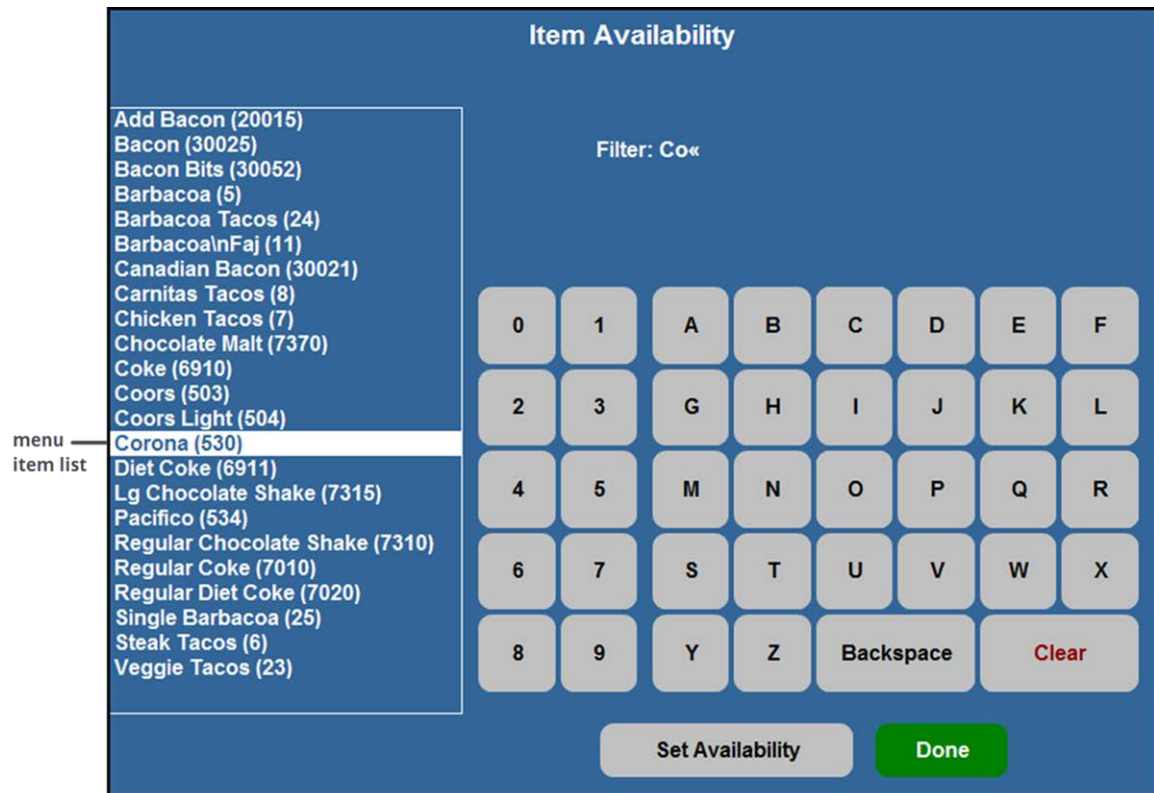 Item Availability
Add Bacon (20015)
Bacon (30025)
Bacon Bits (30052)
Barbacoa (5)
Barbacoa Tacos (24)
Barbacoa\nFaj (11)
Canadian Bacon (30021)
Carnitas Tacos (8)
Chicken Tacos (7)
Chocolate Malt (7370)
Coke (6910)
Coors (503)
Coors Light (504)
Corona (530)
Diet Coke (6911)
Lg Chocolate Shake (7315)
Pacifico (534)
Regular Chocolate Shake (7310)
Regular Coke (7010)
Regular Diet Coke (7020)
Single Barbacoa (25)
Steak Tacos (6)
Veggie Tacos (23)
menu
item list
Filter: Co«
0 1 A B C D E F
2 3 G H I J K L
4 5 M N O P Q R
6 7 S T U V W X
8 9 Y Z Backspace Clear
Set Availability Done